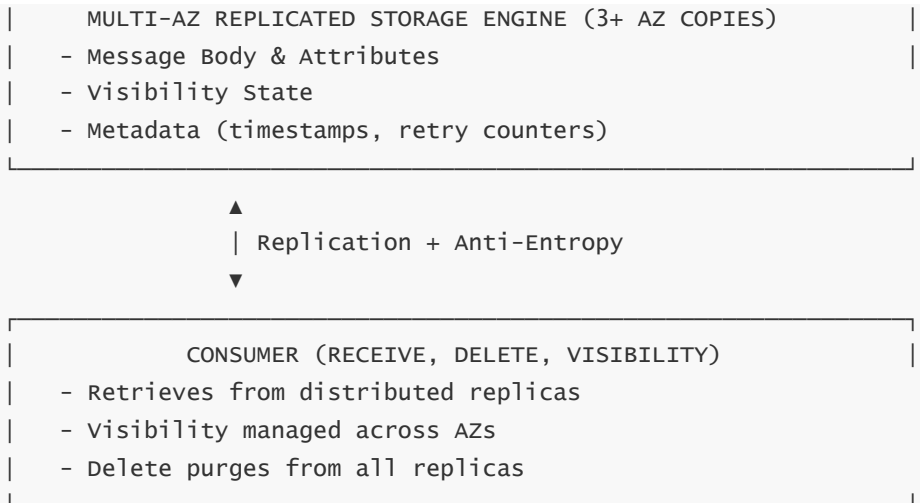 MULTI-AZ REPLICATED STORAGE ENGINE (3+ AZ COPIES)
- Message Body & Attributes
- Visibility State
- Metadata (timestamps, retry counters)
Replication + Anti-Entropy
CONSUMER (RECEIVE, DELETE, VISIBILITY)
- Retrieves from distributed replicas
- Visibility managed across AZs
- Delete purges from all replicas